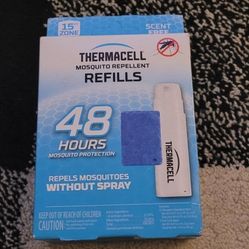 15'
ZONE
SCENT
FREE
THERMACELL
MOSQUITO REPELLENT
REFILLS
48
HOURS
MOSQUITO PROTECTION
THERMACELL
REPELS MOSQUITOES
WITHOUT SPRAY
KEEP OUT OF REACH OF CHILDREN
CAUTION